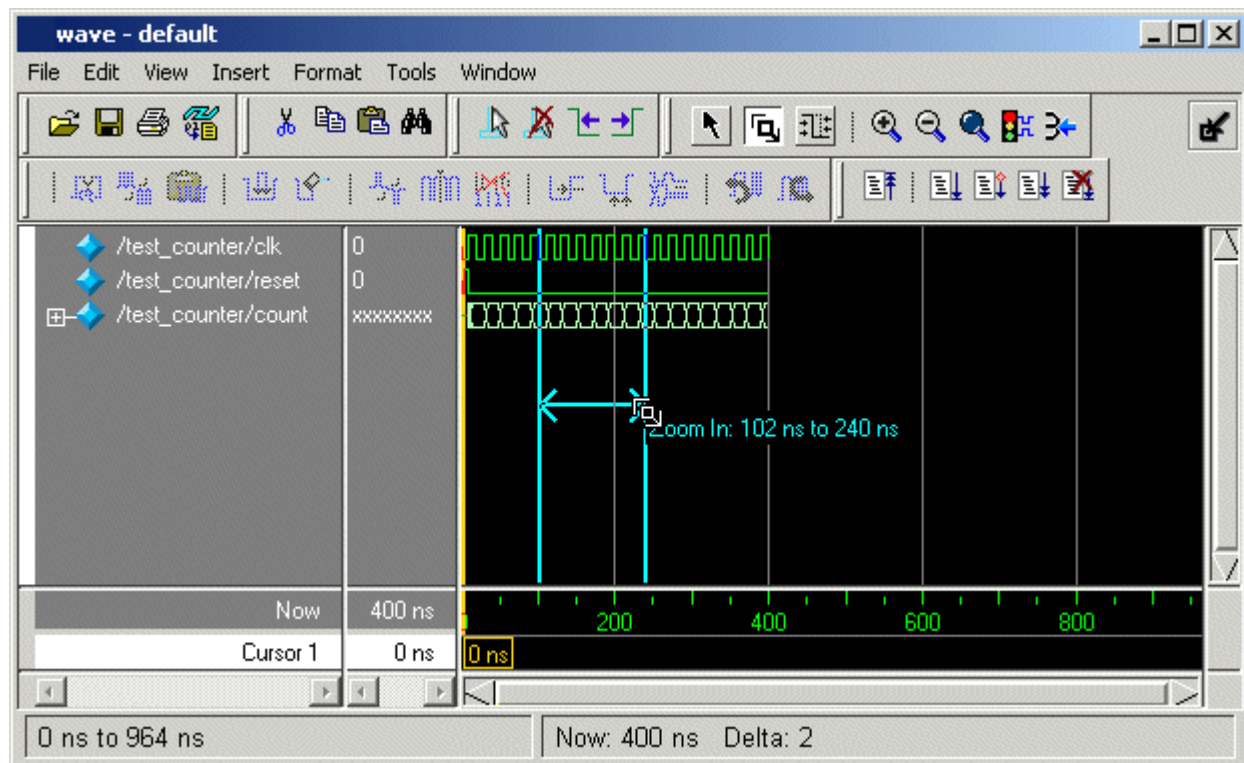 wave - default
File Edit View Insert Format Tools Window
/test_counter/clk 0
/test_counter/reset 0
/test_counter/count xxxxxxxx
Zoom In: 102 ns to 240 ns
Now 400 ns 200 400 600 800
Cursor 1 0 ns 0 ns
0 ns to 964 ns Now: 400 ns Delta: 2